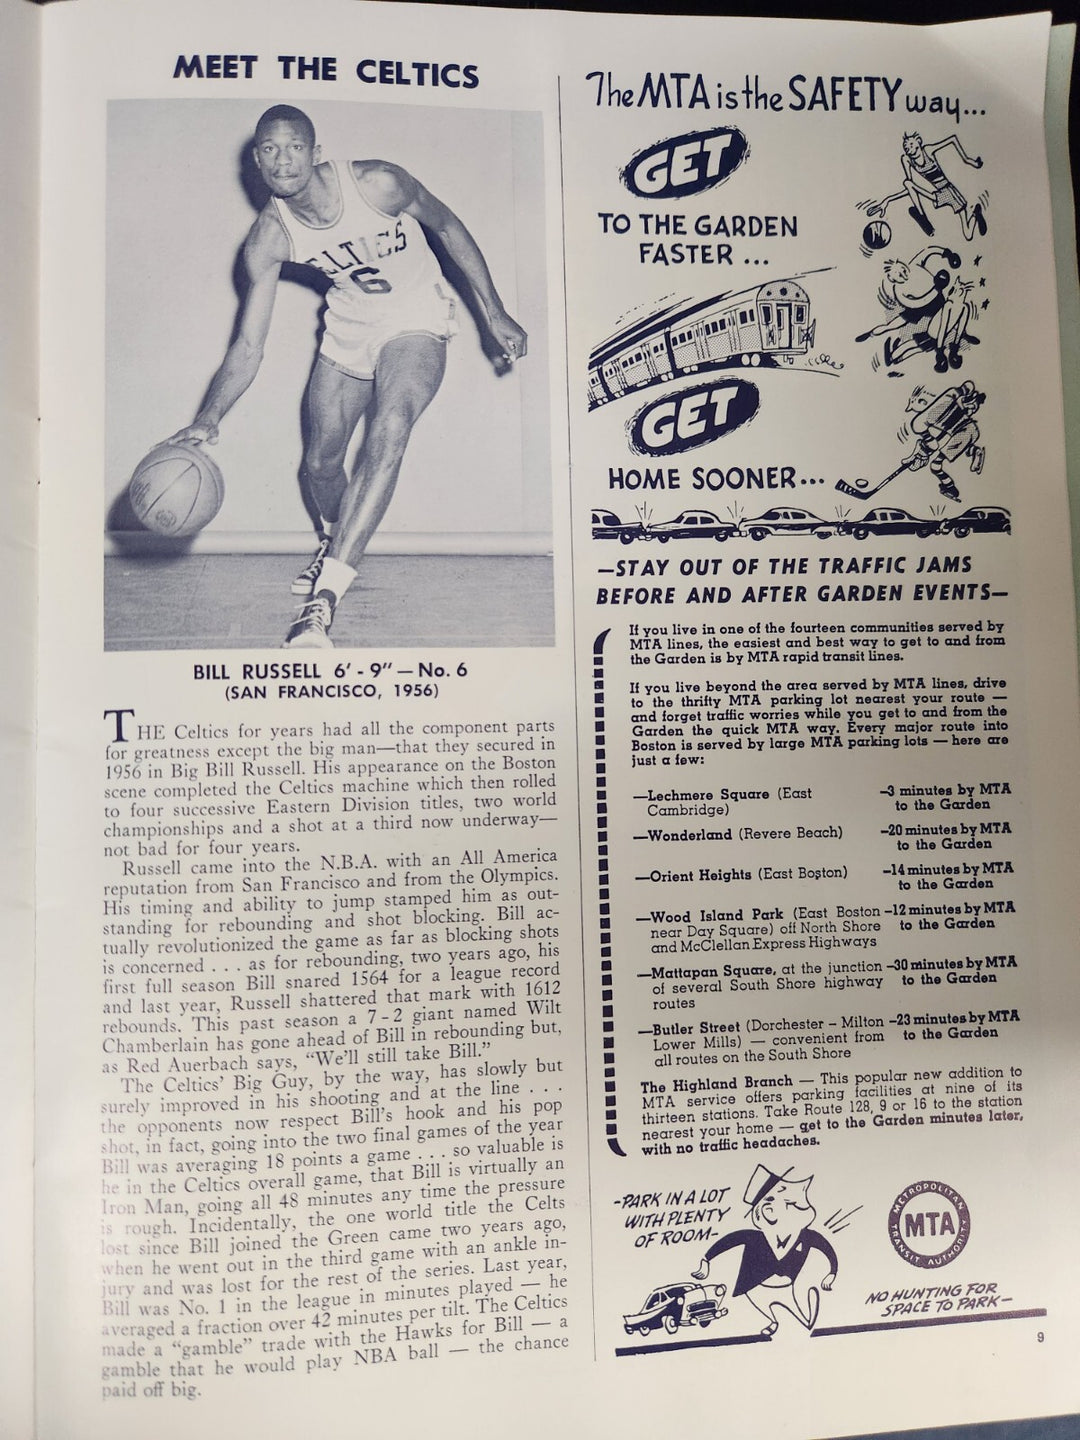 MEET THE CELTICS
CELTICS
6
BILL RUSSELL 6' - 9" — No. 6
(SAN FRANCISCO, 1956)
THE Celtics for years had all the component parts
for greatness except the big man—that they secured in
1956 in Big Bill Russell. His appearance on the Boston
scene completed the Celtics machine which then rolled
to four successive Eastern Division titles, two world
championships and a shot at a third now underway—
not bad for four years.
Russell came into the N.B.A. with an All America
reputation from San Francisco and from the Olympics.
His timing and ability to jump stamped him as out-
standing for rebounding and shot blocking. Bill ac-
tually revolutionized the game as far as blocking shots
is concerned . . . as for rebounding, two years ago, his
first full season Bill snared 1564 for a league record
and last year, Russell shattered that mark with 1612
rebounds. This past season a 7 - 2 giant named Wilt
Chamberlain has gone ahead of Bill in rebounding but,
as Red Auerbach says, "We'll still take Bill."
The Celtics' Big Guy, by the way, has slowly but
surely improved in his shooting and at the line . . .
the opponents now respect Bill's hook and his pop
shot, in fact, going into the two final games of the year
Bill was averaging 18 points a game . . . so valuable is
he in the Celtics overall game, that Bill is virtually an
Iron Man, going all 48 minutes any time the pressure
is rough. Incidentally, the one world title the Celts
lost since Bill joined the Green came two years ago,
when he went out in the third game with an ankle in-
jury and was lost for the rest of the series. Last year,
Bill was No. 1 in the league in minutes played — he
averaged a fraction over 42 minutes per tilt. The Celtics
made a "gamble" trade with the Hawks for Bill — a
gamble that he would play NBA ball — the chance
paid off big.
The MTA is the SAFETY way...
GET
TO THE GARDEN
FASTER ...
GET
HOME SOONER...
—STAY OUT OF THE TRAFFIC JAMS
BEFORE AND AFTER GARDEN EVENTS—
If you live in one of the fourteen communities served by
MTA lines, the easiest and best way to get to and from
the Garden is by MTA rapid transit lines.
If you live beyond the area served by MTA lines, drive
to the thrifty MTA parking lot nearest your route —
and forget traffic worries while you get to and from the
Garden the quick MTA way. Every major route into
Boston is served by large MTA parking lots — here are
just a few:
—Lechmere Square (East —3 minutes by MTA
Cambridge) to the Garden
—Wonderland (Revere Beach) —20 minutes by MTA
to the Garden
—Orient Heights (East Boston) —14 minutes by MTA
to the Garden
—Wood Island Park (East Boston —12 minutes by MTA
near Day Square) off North Shore to the Garden
and McClellan Express Highways
—Mattapan Square, at the junction —30 minutes by MTA
of several South Shore highway to the Garden
routes
—Butler Street (Dorchester - Milton —23 minutes by MTA
Lower Mills) — convenient from to the Garden
all routes on the South Shore
The Highland Branch — This popular new addition to
MTA service offers parking facilities at nine of its
thirteen stations. Take Route 128, 9 or 16 to the station
nearest your home — get to the Garden minutes later,
with no traffic headaches.
-PARK IN A LOT
WITH PLENTY
OF ROOM-
METROPOLITAN
MTA
TRANSIT AUTHORITY
NO HUNTING FOR
SPACE TO PARK—
9